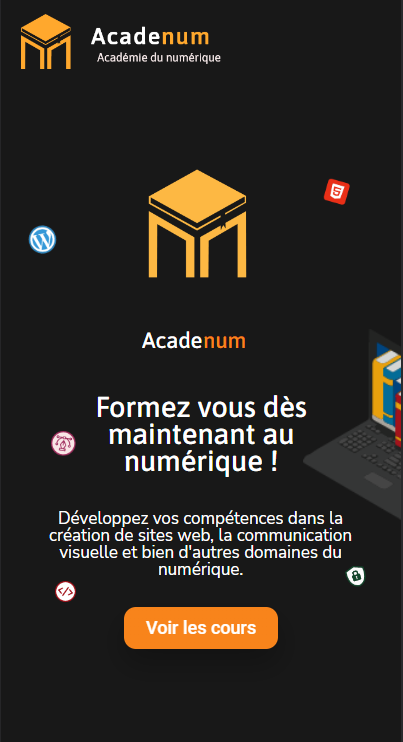 Acadenum
Académie du numérique
Acadenum
Formez vous dès
maintenant au
numérique !
Développez vos compétences dans la
création de sites web, la communication
visuelle et bien d'autres domaines du
numérique.
Voir les cours